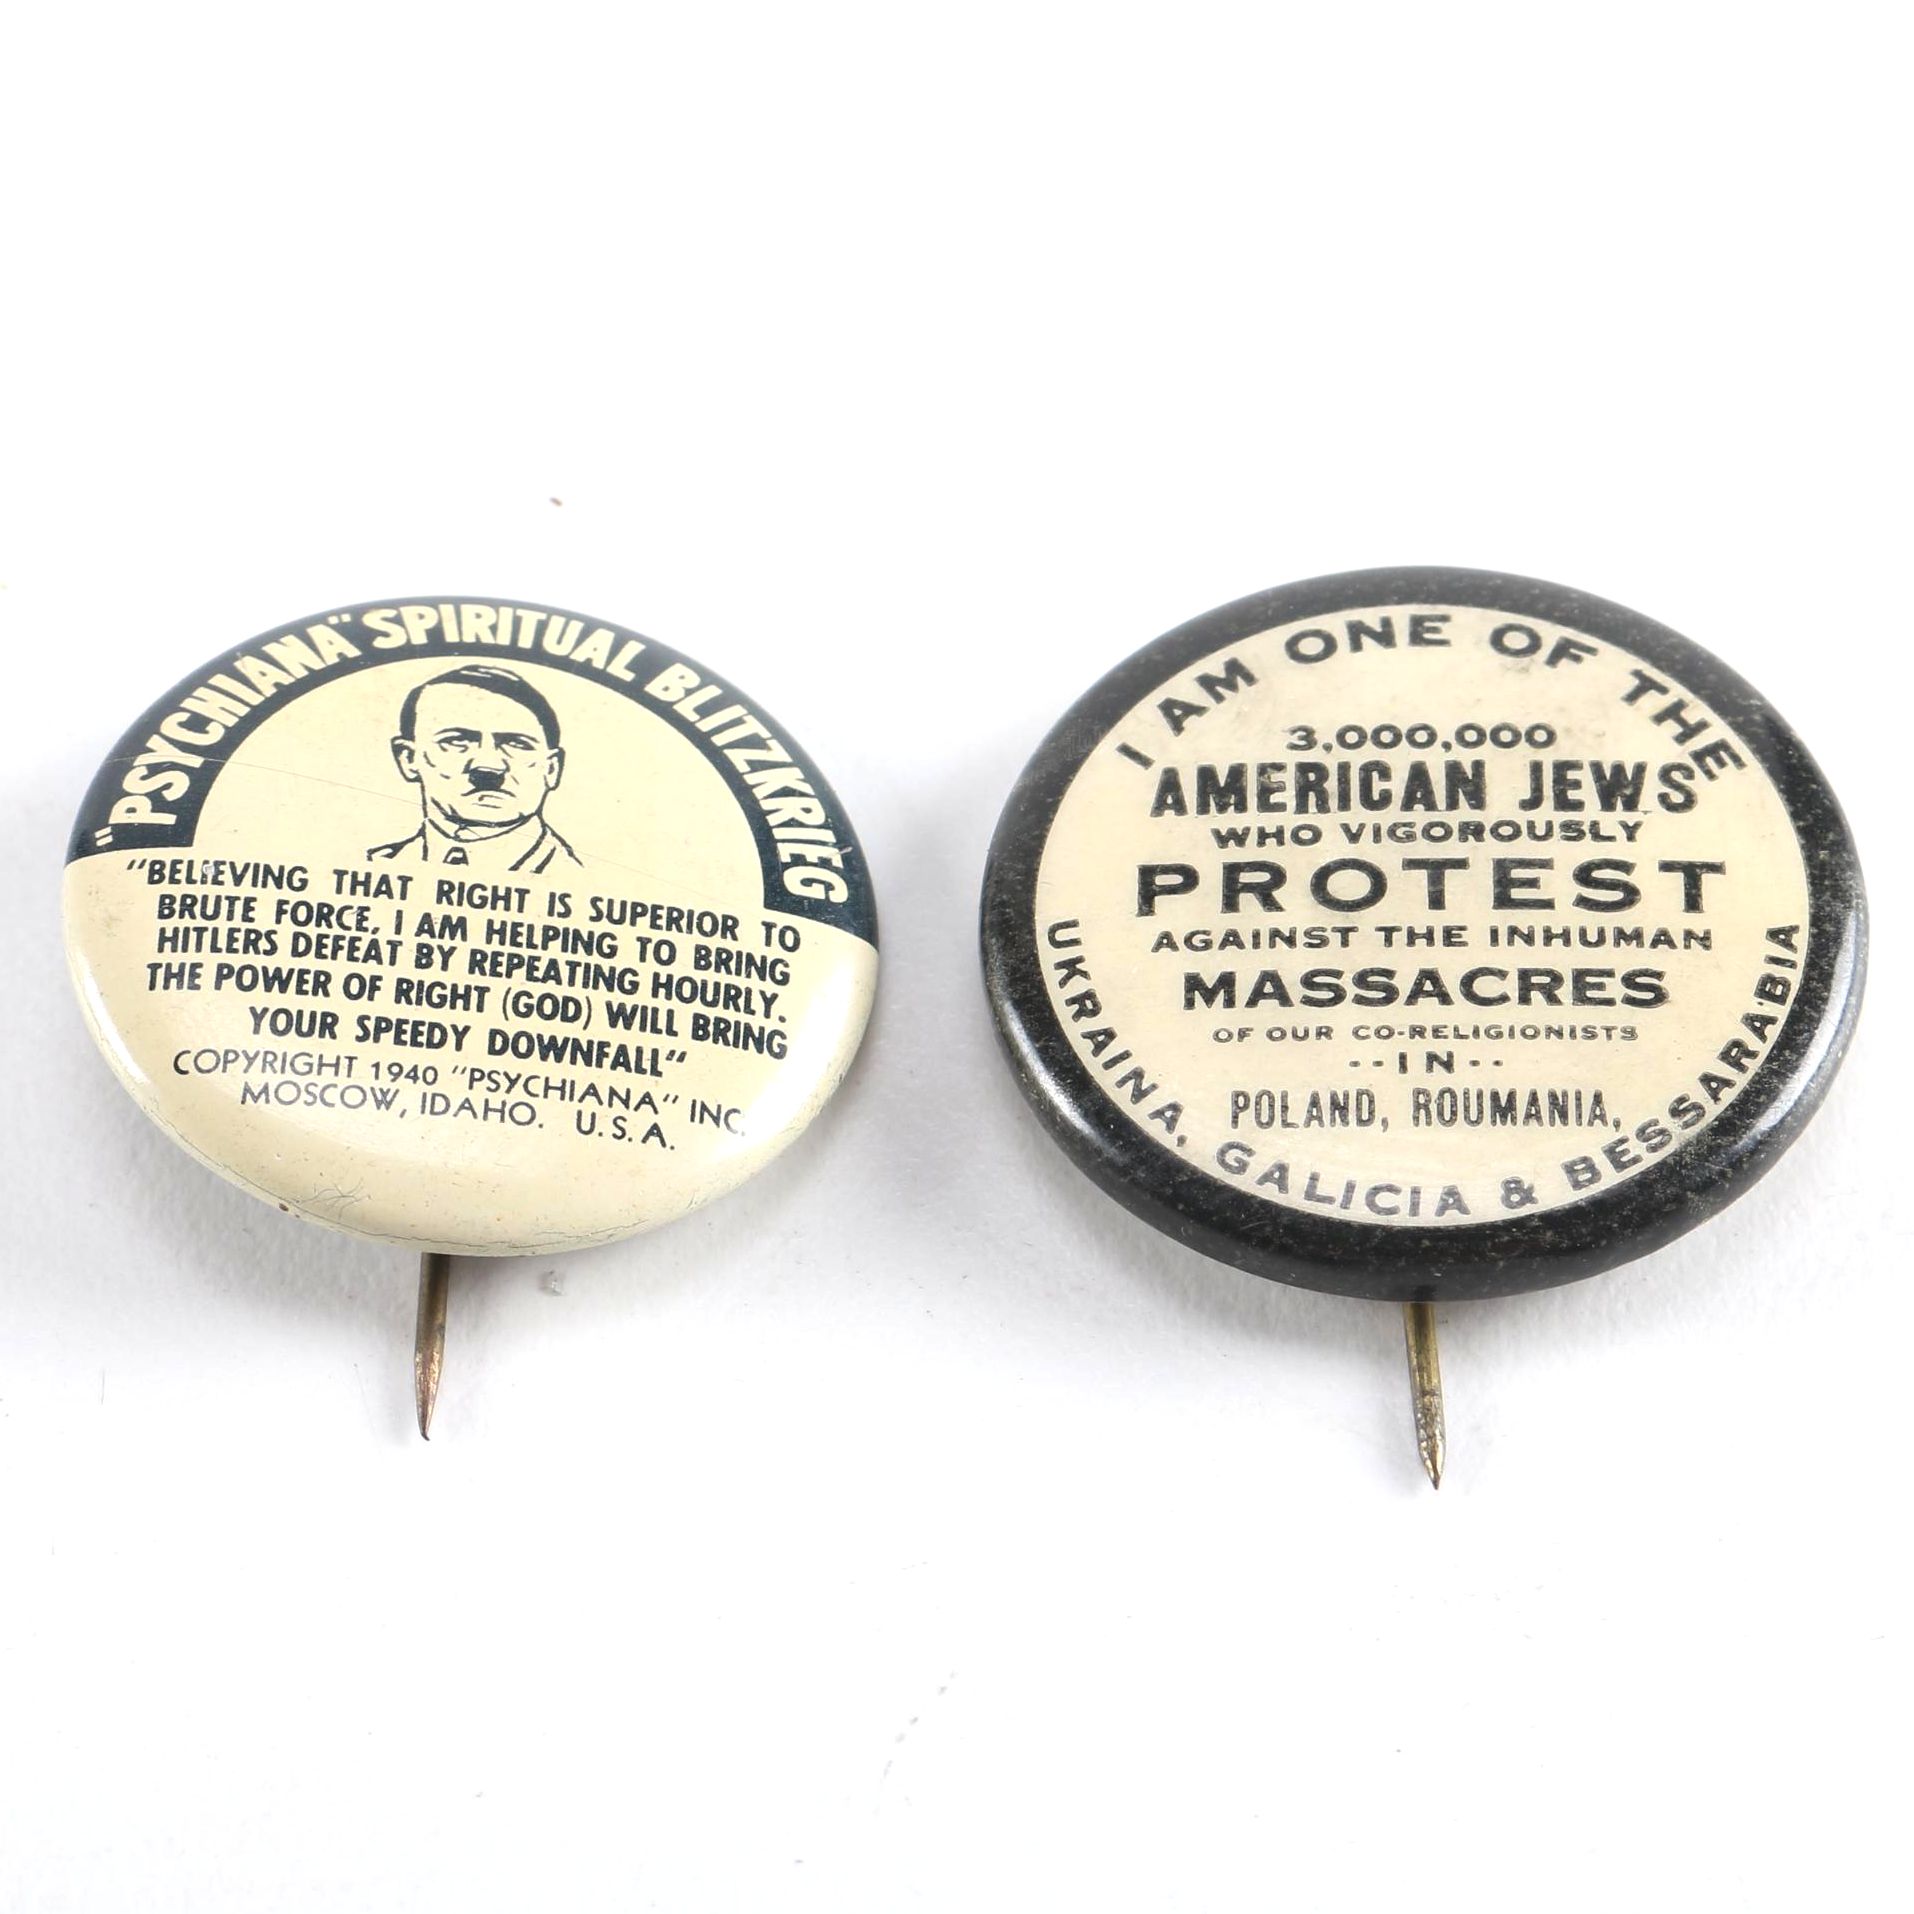 "PSYCHIANA" SPIRITUAL BLITZKRIEG
"BELIEVING THAT RIGHT IS SUPERIOR TO
BRUTE FORCE, I AM HELPING TO BRING
HITLERS DEFEAT BY REPEATING HOURLY.
THE POWER OF RIGHT (GOD) WILL BRING
YOUR SPEEDY DOWNFALL"
COPYRIGHT 1940 "PSYCHIANA" INC.
MOSCOW, IDAHO. U.S.A.
I AM ONE OF THE
3,000,000
AMERICAN JEWS
WHO VIGOROUSLY
PROTEST
AGAINST THE INHUMAN
MASSACRES
OF OUR CO-RELIGIONISTS
--IN--
POLAND, ROUMANIA,
UKRAINA, GALICIA & BESSARABIA